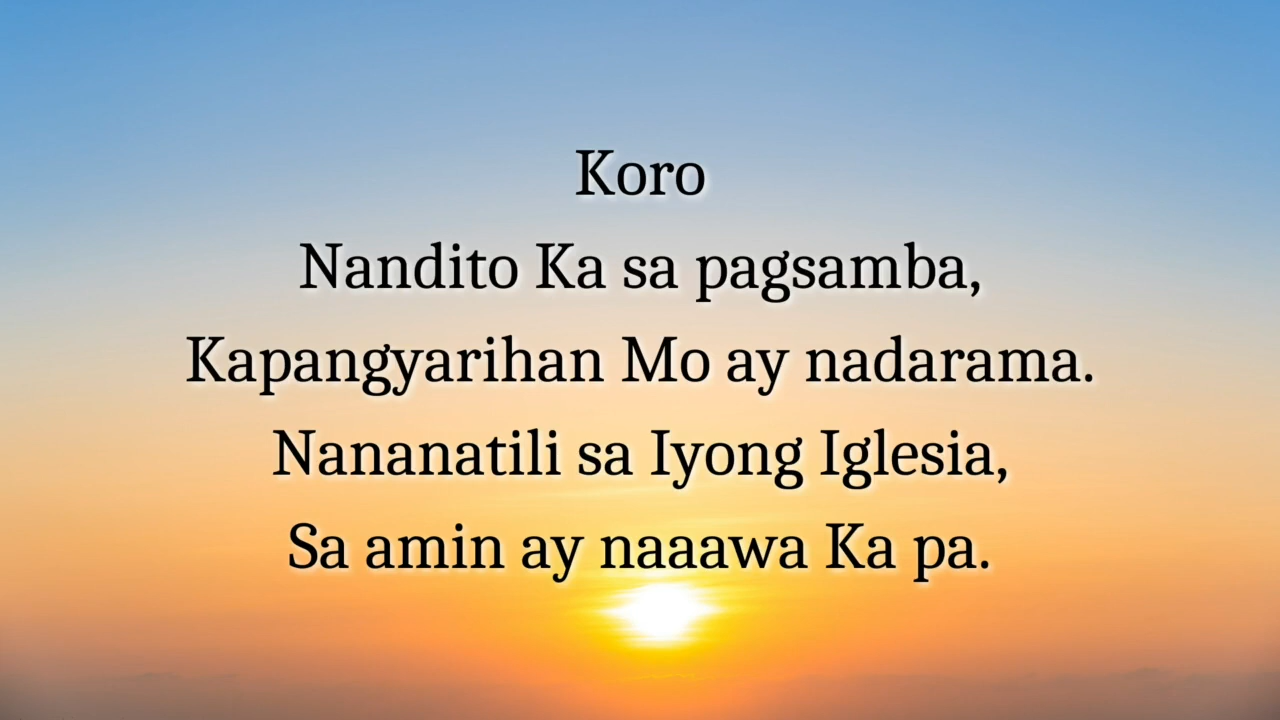 Koro
Nandito Ka sa pagsamba,
Kapangyarihan Mo ay nadarama.
Nananatili sa Iyong Iglesia,
Sa amin ay naaawa Ka pa.